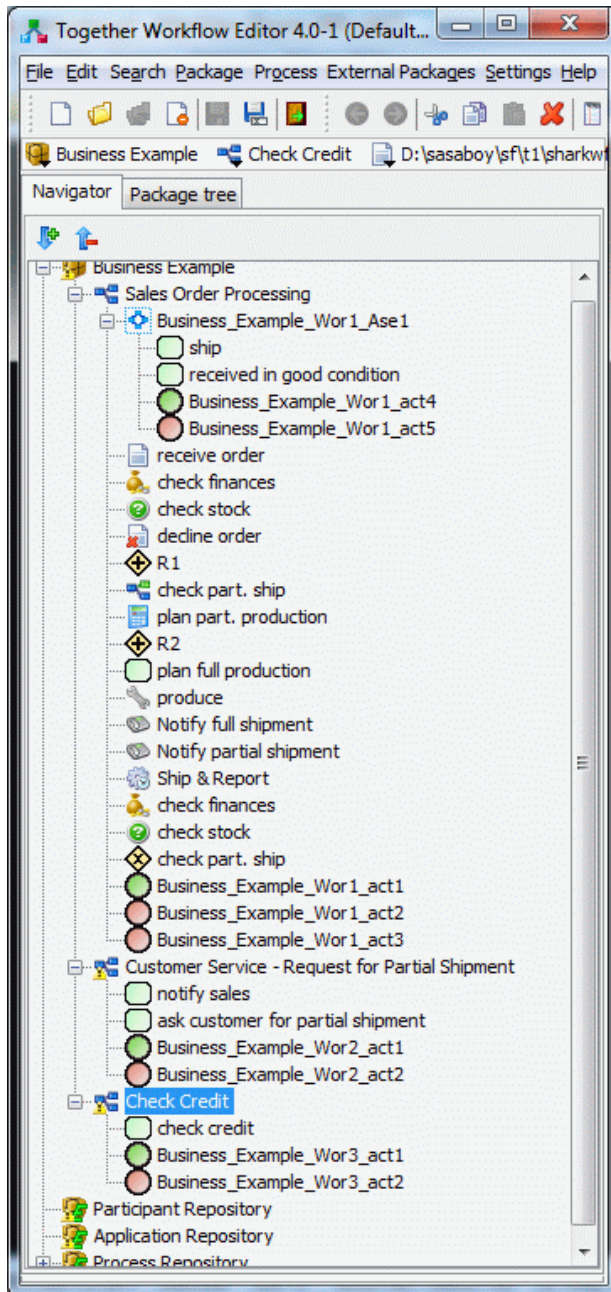 Together Workflow Editor 4.0-1 (Default...
File Edit Search Package Process External Packages Settings Help
Business Example Check Credit D:\sasaboy\sf\t1\sharkwf
Navigator Package tree
Business Example
Sales Order Processing
Business_Example_Wor1_Ase1
ship
received in good condition
Business_Example_Wor1_act4
Business_Example_Wor1_act5
receive order
check finances
check stock
decline order
R1
check part. ship
plan part. production
R2
plan full production
produce
Notify full shipment
Notify partial shipment
Ship & Report
check finances
check stock
check part. ship
Business_Example_Wor1_act1
Business_Example_Wor1_act2
Business_Example_Wor1_act3
Customer Service - Request for Partial Shipment
notify sales
ask customer for partial shipment
Business_Example_Wor2_act1
Business_Example_Wor2_act2
Check Credit
check credit
Business_Example_Wor3_act1
Business_Example_Wor3_act2
Participant Repository
Application Repository
Process Repository